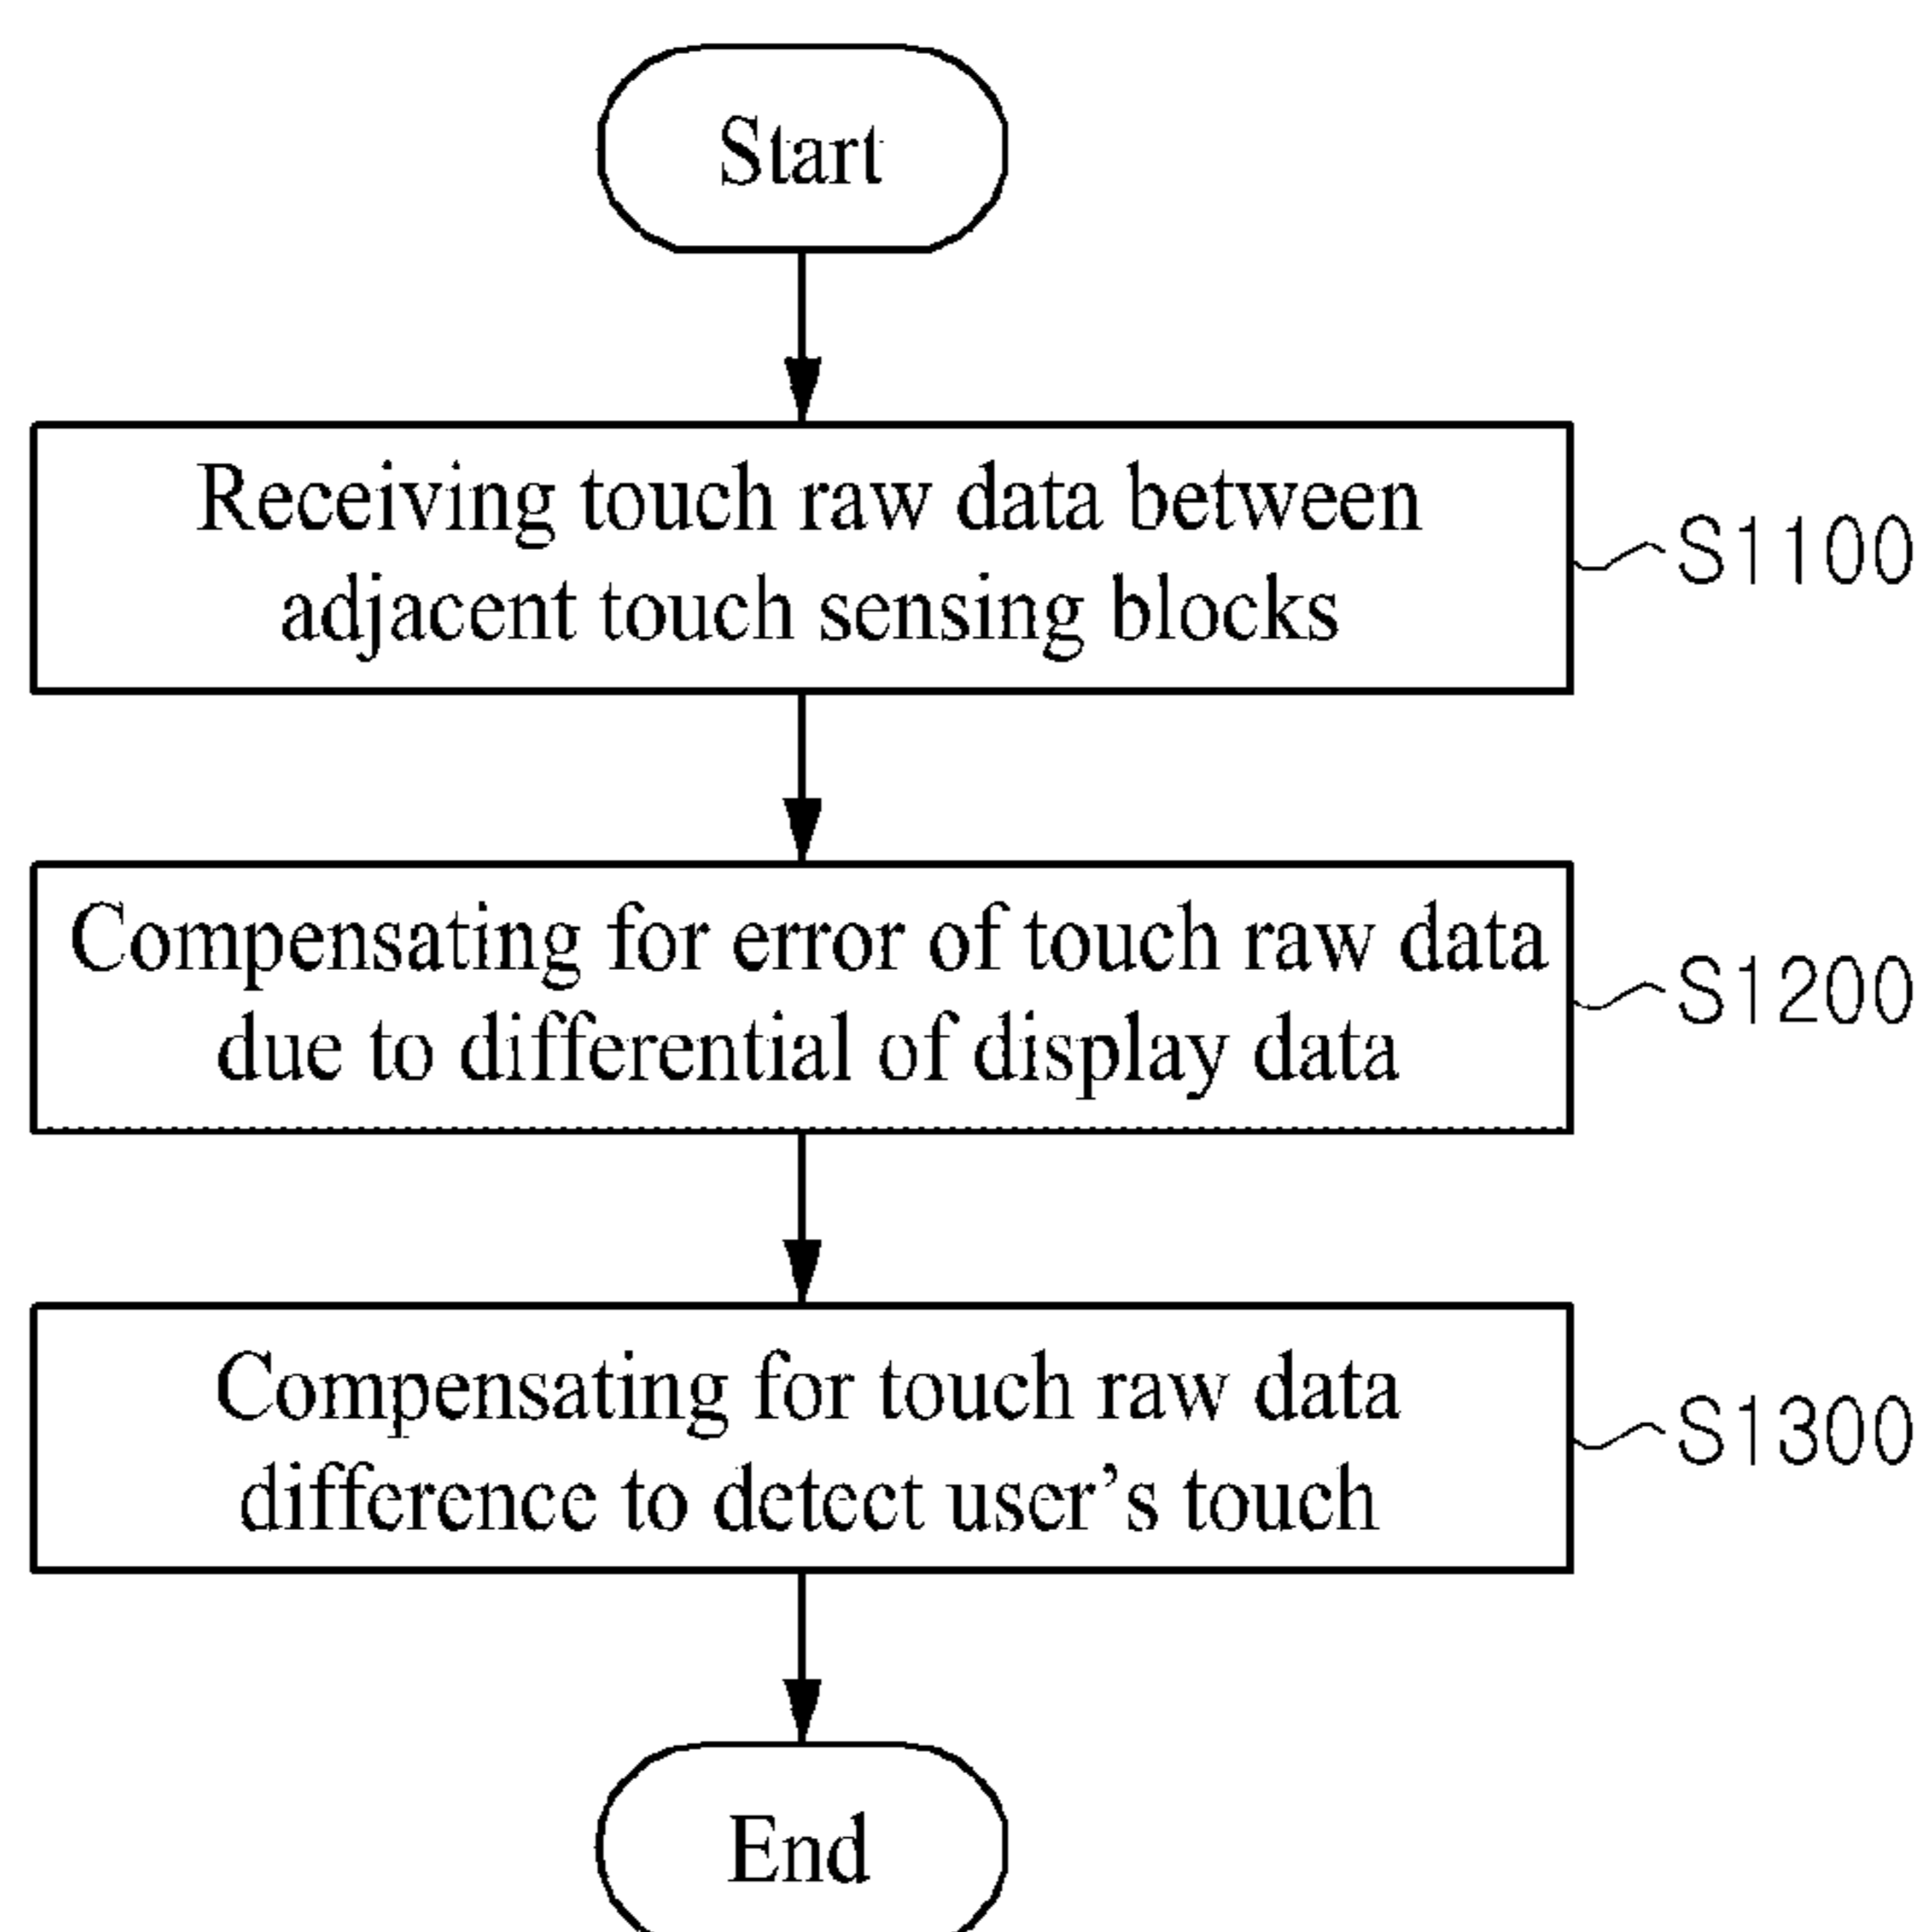 Start
Receiving touch raw data between
adjacent touch sensing blocks
S1100
Compensating for error of touch raw data
due to differential of display data
S1200
Compensating for touch raw data
difference to detect user’s touch
S1300
End